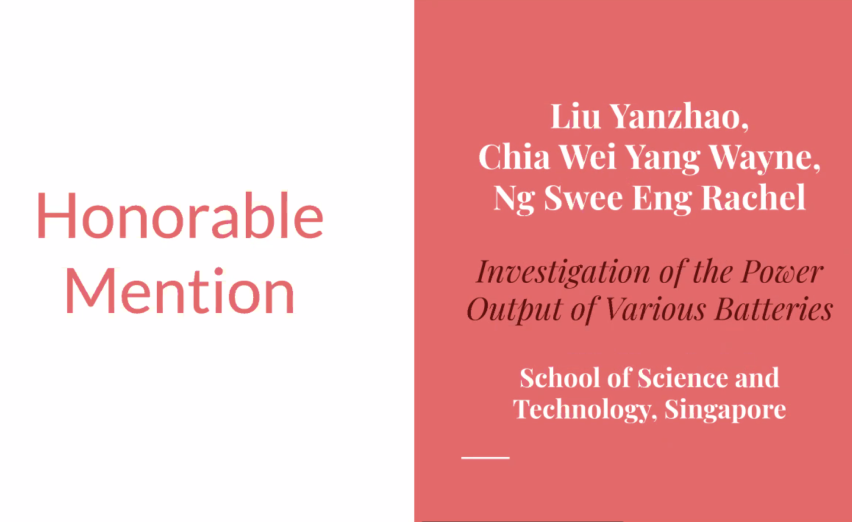 Honorable
Mention
Liu Yanzhao,
Chia Wei Yang Wayne,
Ng Swee Eng Rachel
Investigation of the Power
Output of Various Batteries
School of Science and
Technology, Singapore